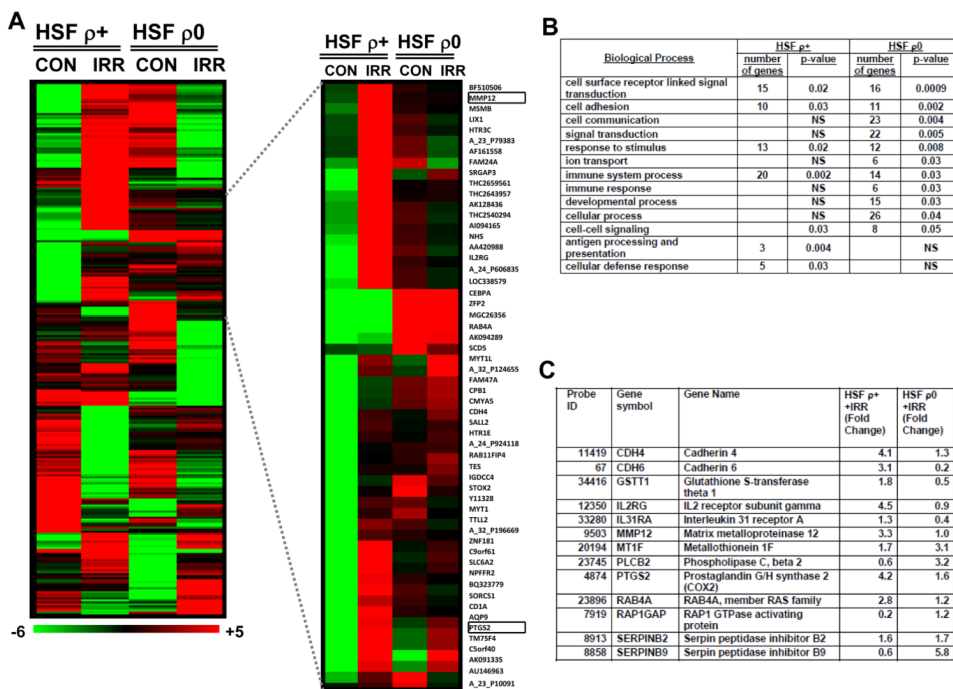 A
HSF ρ+ HSF ρ0
CON IRR CON IRR
-6 +5
HSF ρ+ HSF ρ0
CON IRR CON IRR
BF510506
MMP12
MSMB
LIX1
HTR3C
A_23_P79383
AF161558
FAM24A
SRGAP3
THC2659561
THC2643957
AK128436
THC2540294
AI094165
NHS
AA420988
IL2RG
A_24_P606835
LOC338579
CEBPA
ZFP2
MGC26356
RAB4A
AK094289
SCD5
MYT1L
A_32_P124655
FAM47A
CPB1
CMYA5
CDH4
SALL2
HTR1E
A_24_P924118
RAB11FIP4
TES
IGDCC4
STOX2
Y11328
MYT1
TTLL2
A_32_P196669
ZNF181
C9orf61
SLC6A2
NPFFR2
BQ323779
SORCS1
CD1A
AQP9
PTGS2
TM7SF4
C5orf40
AK091335
AU146963
A_23_P10091
B
HSF ρ+ HSF ρ0
Biological Process number of genes p-value number of genes p-value
cell surface receptor linked signal
transduction 15 0.02 16 0.0009
cell adhesion 10 0.03 11 0.002
cell communication NS 23 0.004
signal transduction NS 22 0.005
response to stimulus 13 0.02 12 0.008
ion transport NS 6 0.03
immune system process 20 0.002 14 0.03
immune response NS 6 0.03
developmental process NS 15 0.03
cellular process NS 26 0.04
cell-cell signaling 0.03 8 0.05
antigen processing and
presentation 3 0.004 NS
cellular defense response 5 0.03 NS
C
Probe ID Gene symbol Gene Name HSF ρ+ +IRR (Fold Change) HSF ρ0 +IRR (Fold Change)
11419 CDH4 Cadherin 4 4.1 1.3
67 CDH6 Cadherin 6 3.1 0.2
34416 GSTT1 Glutathione S-transferase 1.8 0.5
theta 1
12350 IL2RG IL2 receptor subunit gamma 4.5 0.9
33280 IL31RA Interleukin 31 receptor A 1.3 0.4
9503 MMP12 Matrix metalloproteinase 12 3.3 1.0
20194 MT1F Metallothionein 1F 1.7 3.1
23745 PLCB2 Phospholipase C, beta 2 0.6 3.2
4874 PTGS2 Prostaglandin G/H synthase 2 4.2 1.6
(COX2)
23896 RAB4A RAB4A, member RAS family 2.8 1.2
7919 RAP1GAP RAP1 GTPase activating 0.2 1.2
protein
8913 SERPINB2 Serpin peptidase inhibitor B2 1.6 1.7
8858 SERPINB9 Serpin peptidase inhibitor B9 0.6 5.8